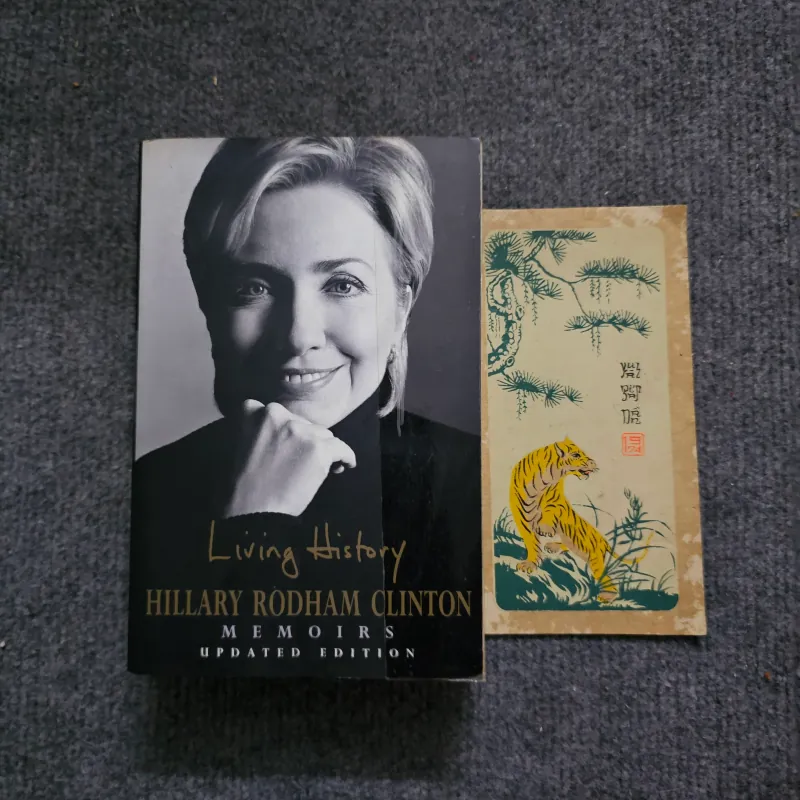 Living History
HILLARY RODHAM CLINTON
MEMOIRS
UPDATED EDITION